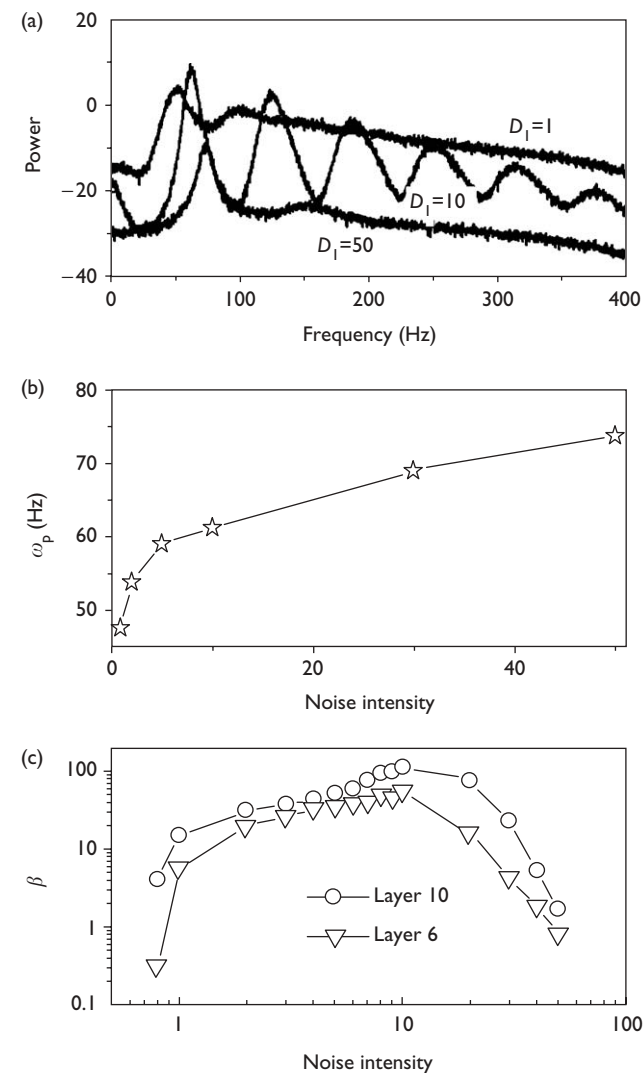 (a)
20
0
−20
−40
Power
D₁=1
D₁=10
D₁=50
0 100 200 300 400
Frequency (Hz)
(b)
80
70
60
50
ωₚ (Hz)
0 20 40
Noise intensity
(c)
100
10
1
0.1
β
Layer 10
Layer 6
1 10 100
Noise intensity